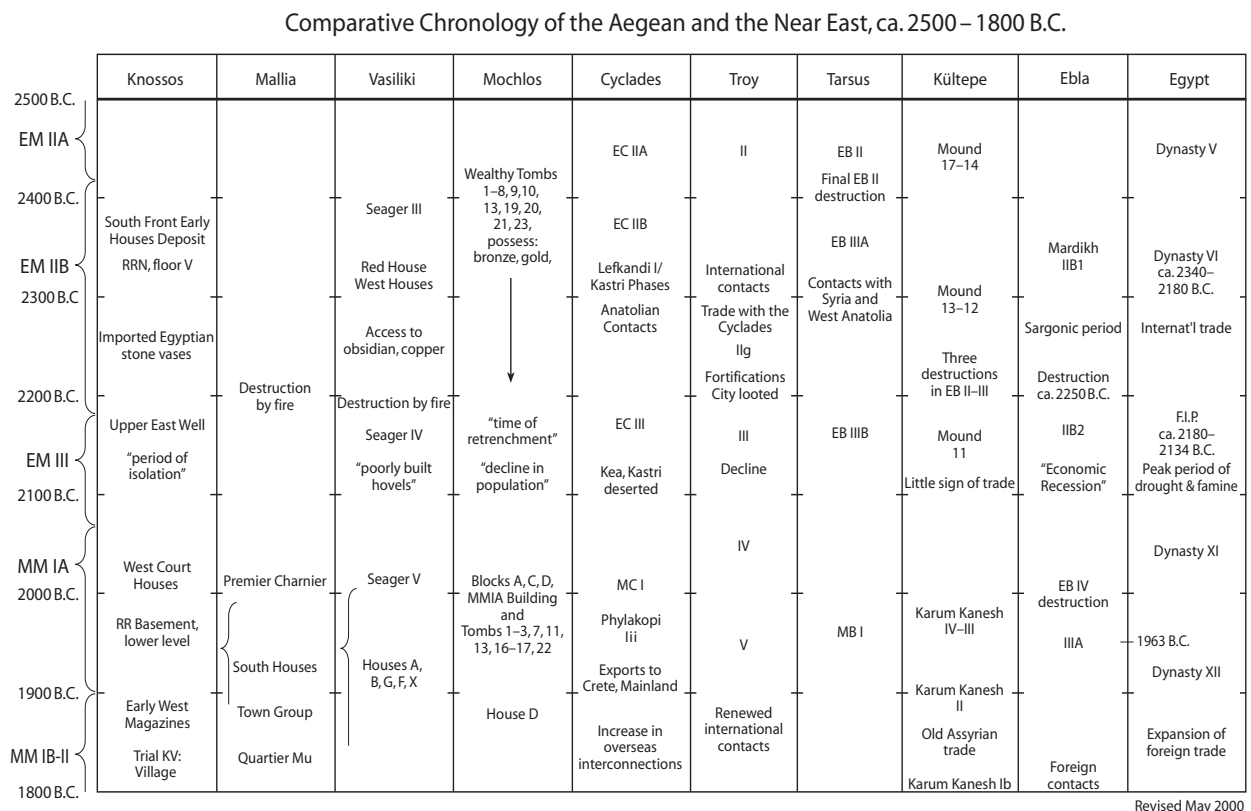 Comparative Chronology of the Aegean and the Near East, ca. 2500 – 1800 B.C.
Knossos
Mallia
Vasiliki
Mochlos
Cyclades
Troy
Tarsus
Kültepe
Ebla
Egypt
2500 B.C.
EM IIA
2400 B.C.
EM IIB
2300 B.C
2200 B.C.
EM III
2100 B.C.
MM IA
2000 B.C.
1900 B.C.
MM IB-II
1800 B.C.
South Front Early
Houses Deposit
RRN, floor V
Imported Egyptian
stone vases
Upper East Well
“period of
isolation”
West Court
Houses
RR Basement,
lower level
Early West
Magazines
Trial KV:
Village
Destruction
by fire
Premier Charnier
South Houses
Town Group
Quartier Mu
Seager III
Red House
West Houses
Access to
obsidian, copper
Destruction by fire
Seager IV
“poorly built
hovels”
Seager V
Houses A,
B, G, F, X
Wealthy Tombs
1–8, 9, 10,
13, 19, 20,
21, 23,
possess:
bronze, gold,
“time of
retrenchment”
“decline in
population”
Blocks A, C, D,
MMIA Building
and
Tombs 1–3, 7, 11,
13, 16–17, 22
House D
EC IIA
EC IIB
Lefkandi I/
Kastri Phases
Anatolian
Contacts
EC III
Kea, Kastri
deserted
MC I
Phylakopi
Iii
Exports to
Crete, Mainland
Increase in
overseas
interconnections
II
International
contacts
Trade with the
Cyclades
IIg
Fortifications
City looted
III
Decline
IV
V
Renewed
international
contacts
EB II
Final EB II
destruction
EB IIIA
Contacts with
Syria and
West Anatolia
EB IIIB
MB I
Mound
17–14
Mound
13–12
Three
destructions
in EB II–III
Mound
11
Little sign of trade
Karum Kanesh
IV–III
Karum Kanesh
II
Old Assyrian
trade
Karum Kanesh Ib
Mardikh
IIB1
Sargonic period
Destruction
ca. 2250 B.C.
IIB2
“Economic
Recession”
EB IV
destruction
IIIA
Foreign
contacts
Dynasty V
Dynasty VI
ca. 2340–
2180 B.C.
Internat'l trade
F.I.P.
ca. 2180–
2134 B.C.
Peak period of
drought & famine
Dynasty XI
1963 B.C.
Dynasty XII
Expansion of
foreign trade
Revised May 2000